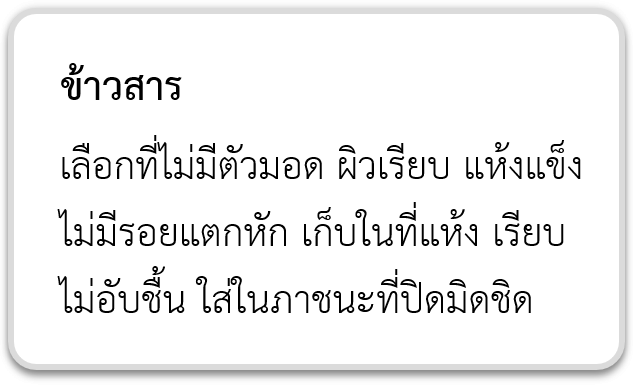 ข้าวสาร
เลือกที่ไม่มีตัวมอด ผิวเรียบ แห้งแข็ง
ไม่มีรอยแตกหัก เก็บในที่แห้ง เรียบ
ไม่อับชื้น ใส่ในภาชนะที่ปิดมิดชิด